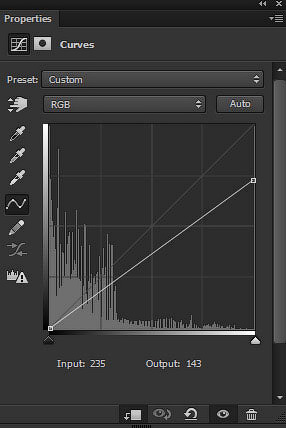 Properties
Curves
Preset: Custom
RGB Auto
Input: 235 Output: 143